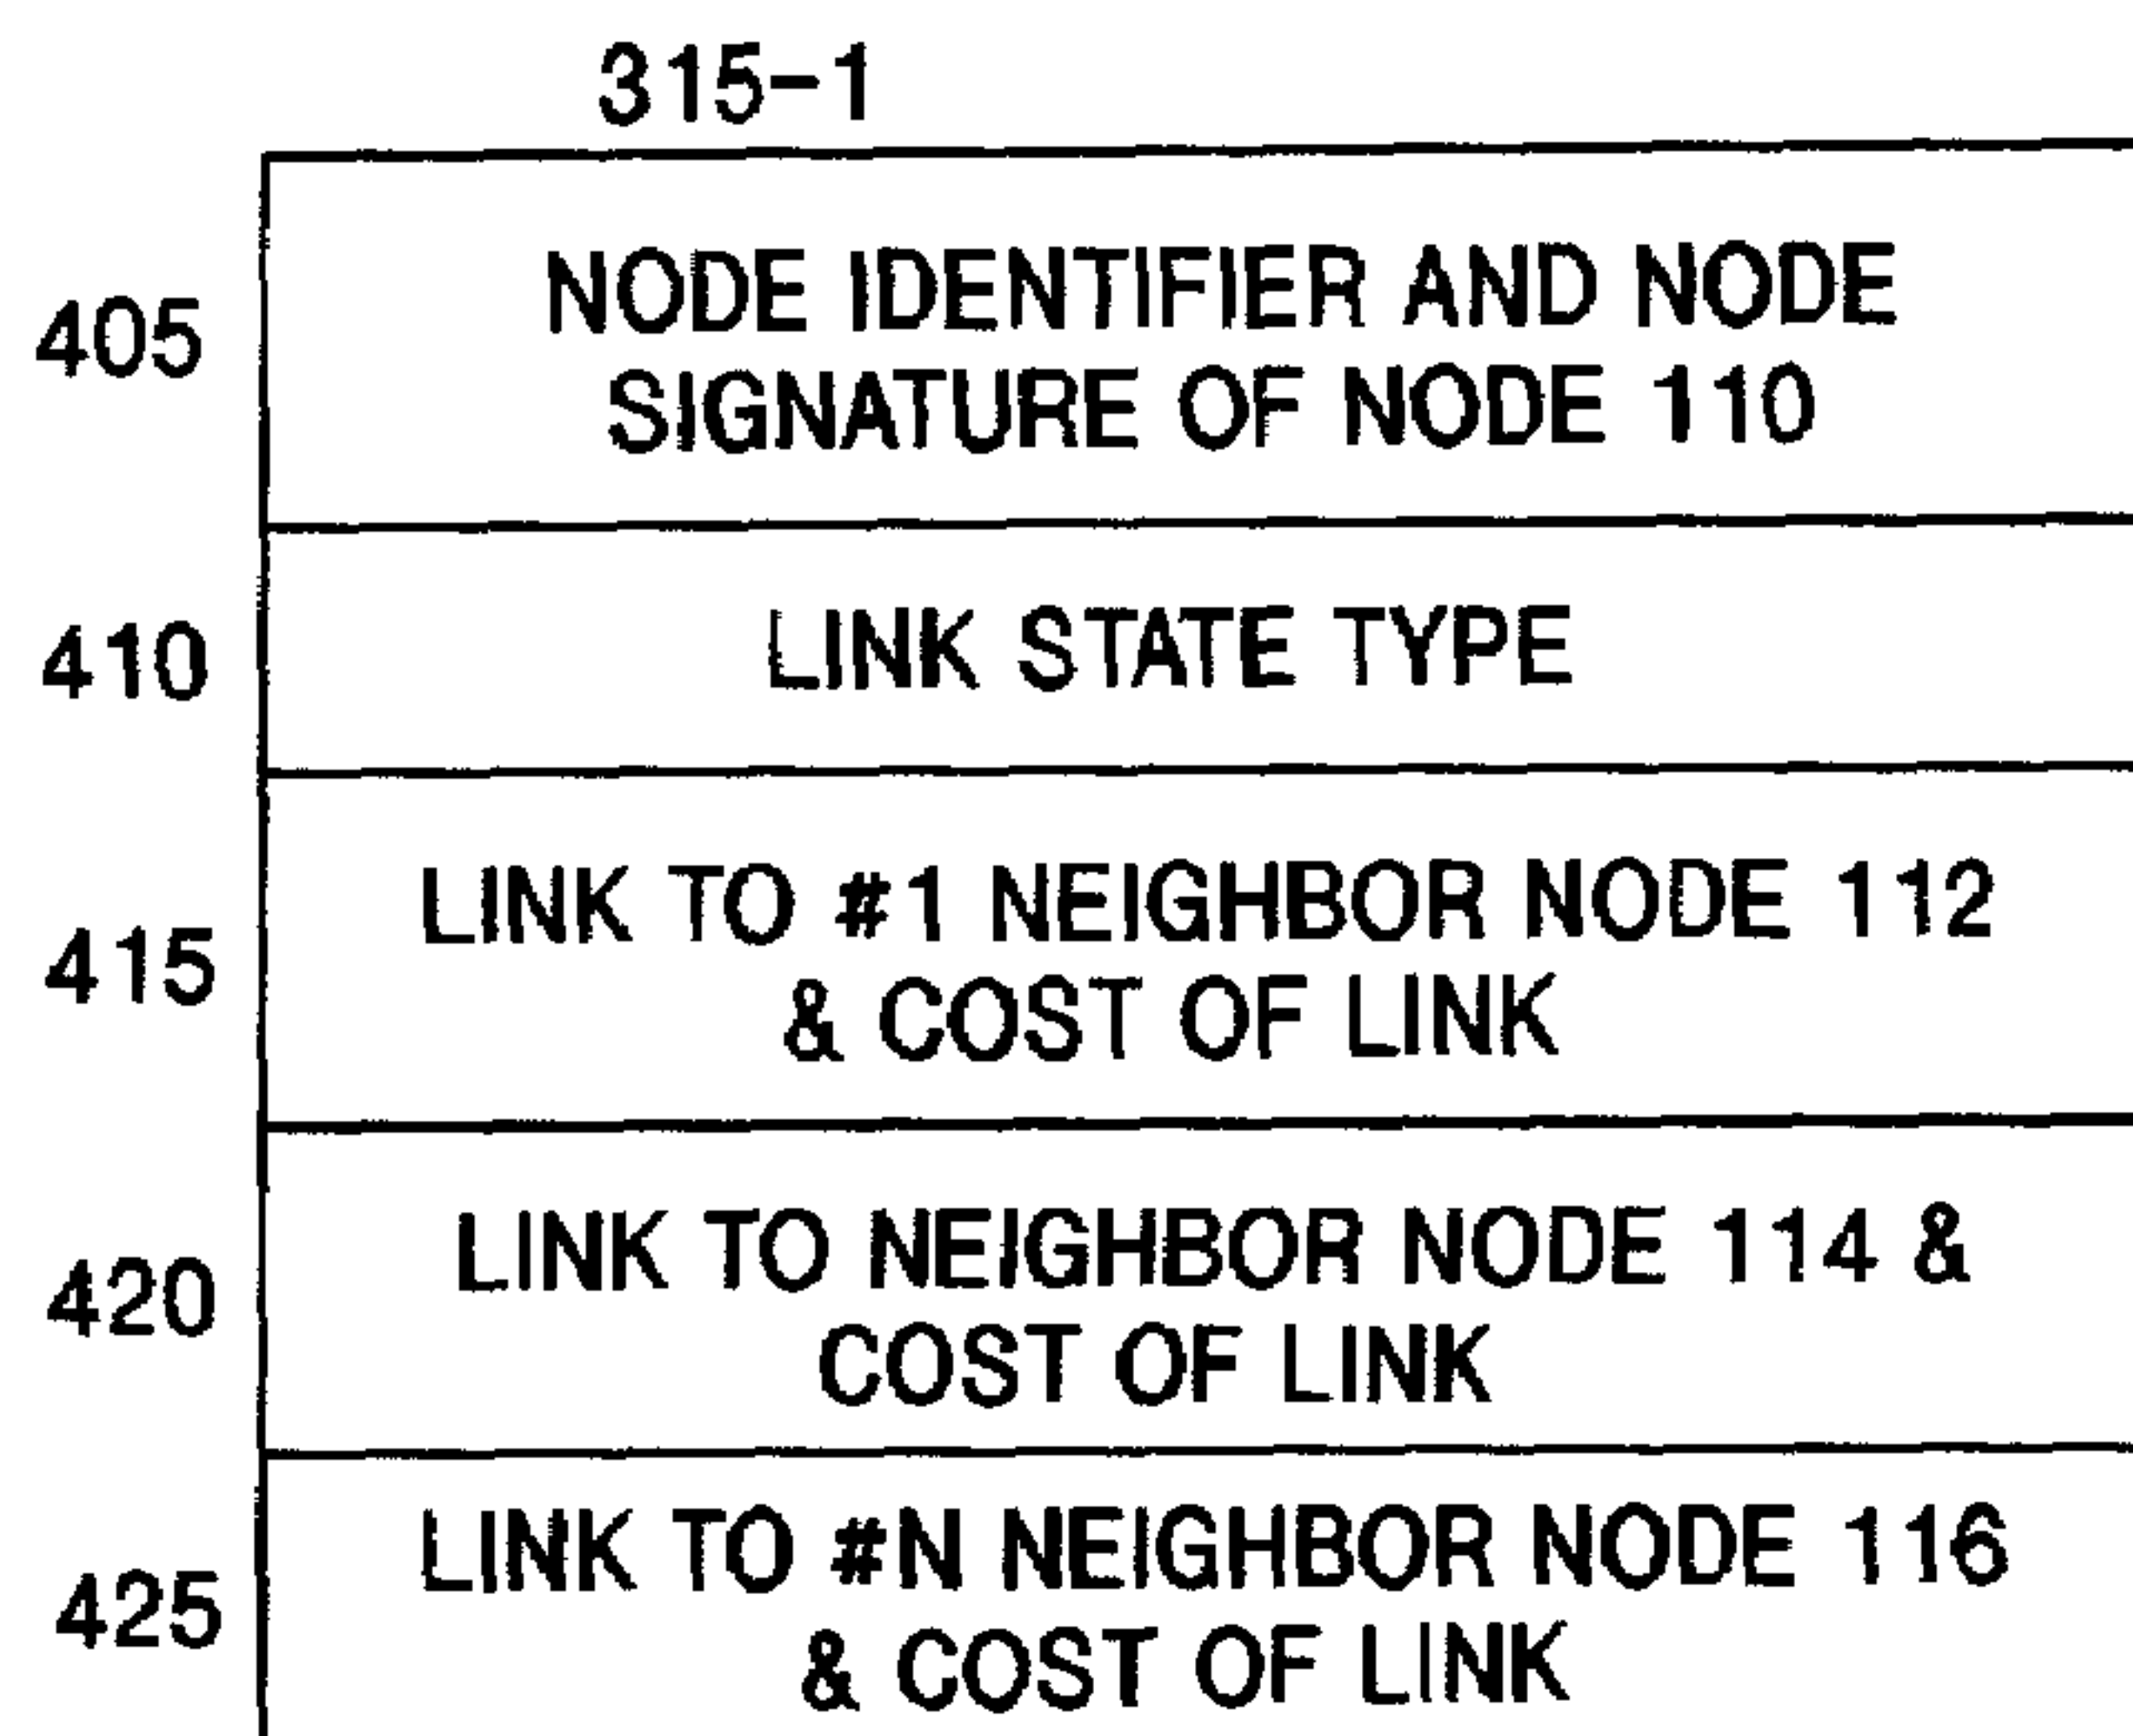 315-1
405
NODE IDENTIFIER AND NODE
SIGNATURE OF NODE 110
410
LINK STATE TYPE
415
LINK TO #1 NEIGHBOR NODE 112
& COST OF LINK
420
LINK TO NEIGHBOR NODE 114 &
COST OF LINK
425
LINK TO #N NEIGHBOR NODE 116
& COST OF LINK